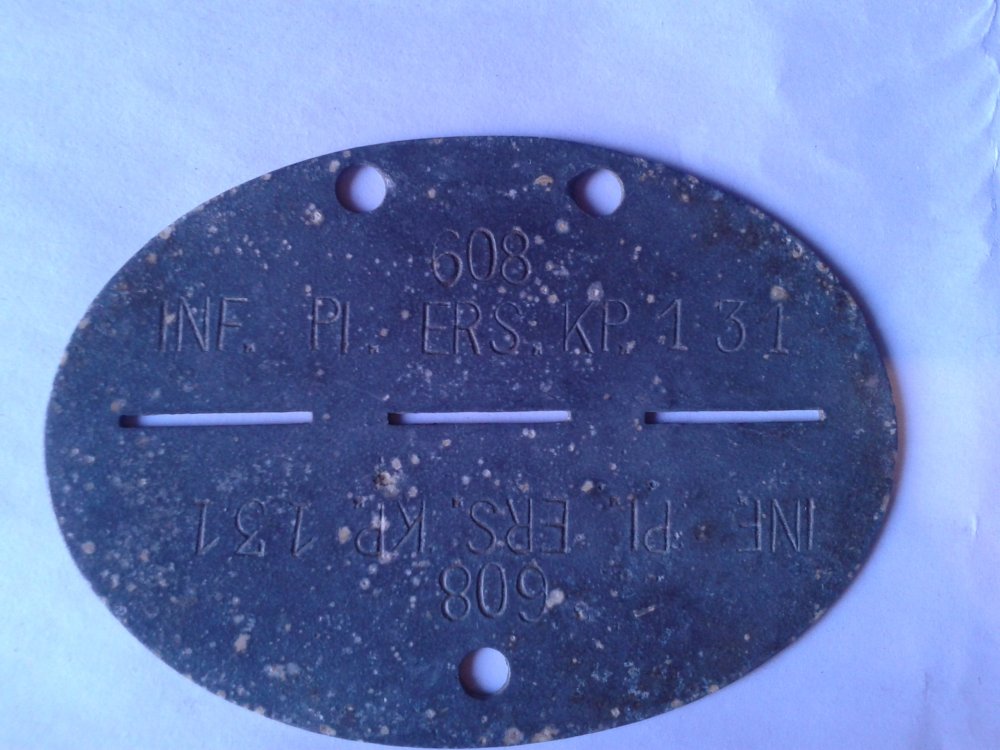 608
INF. PI. ERS. KP. 131
INF. PI. ERS. KP. 131
608